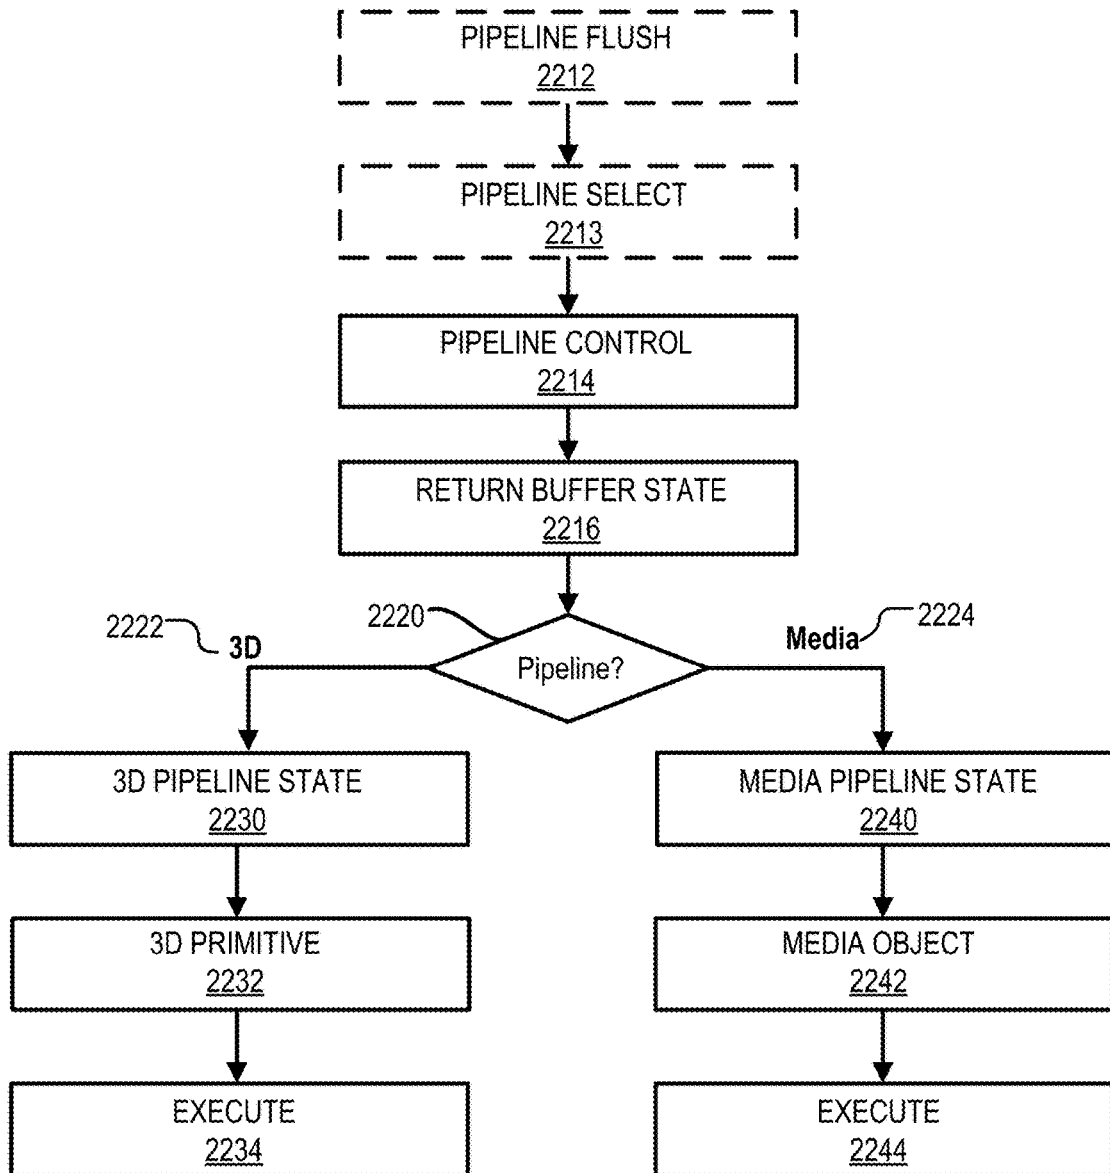 PIPELINE FLUSH
2212
PIPELINE SELECT
2213
PIPELINE CONTROL
2214
RETURN BUFFER STATE
2216
2222
3D
2220
Pipeline?
Media
2224
3D PIPELINE STATE
2230
MEDIA PIPELINE STATE
2240
3D PRIMITIVE
2232
MEDIA OBJECT
2242
EXECUTE
2234
EXECUTE
2244